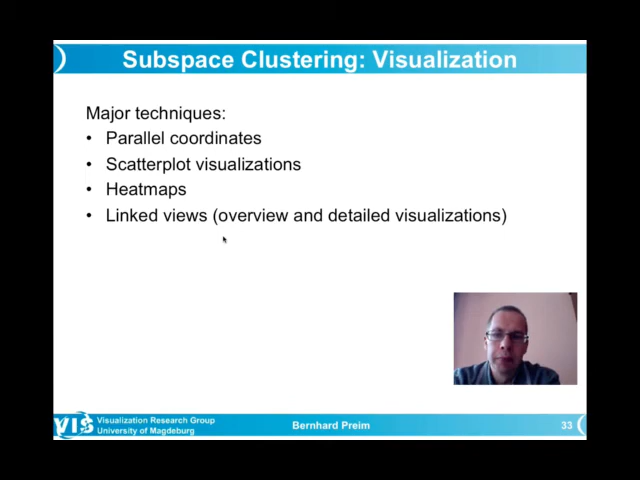 Subspace Clustering: Visualization
Major techniques:
• Parallel coordinates
• Scatterplot visualizations
• Heatmaps
• Linked views (overview and detailed visualizations)
VIS
Visualization Research Group
University of Magdeburg
Bernhard Preim
33